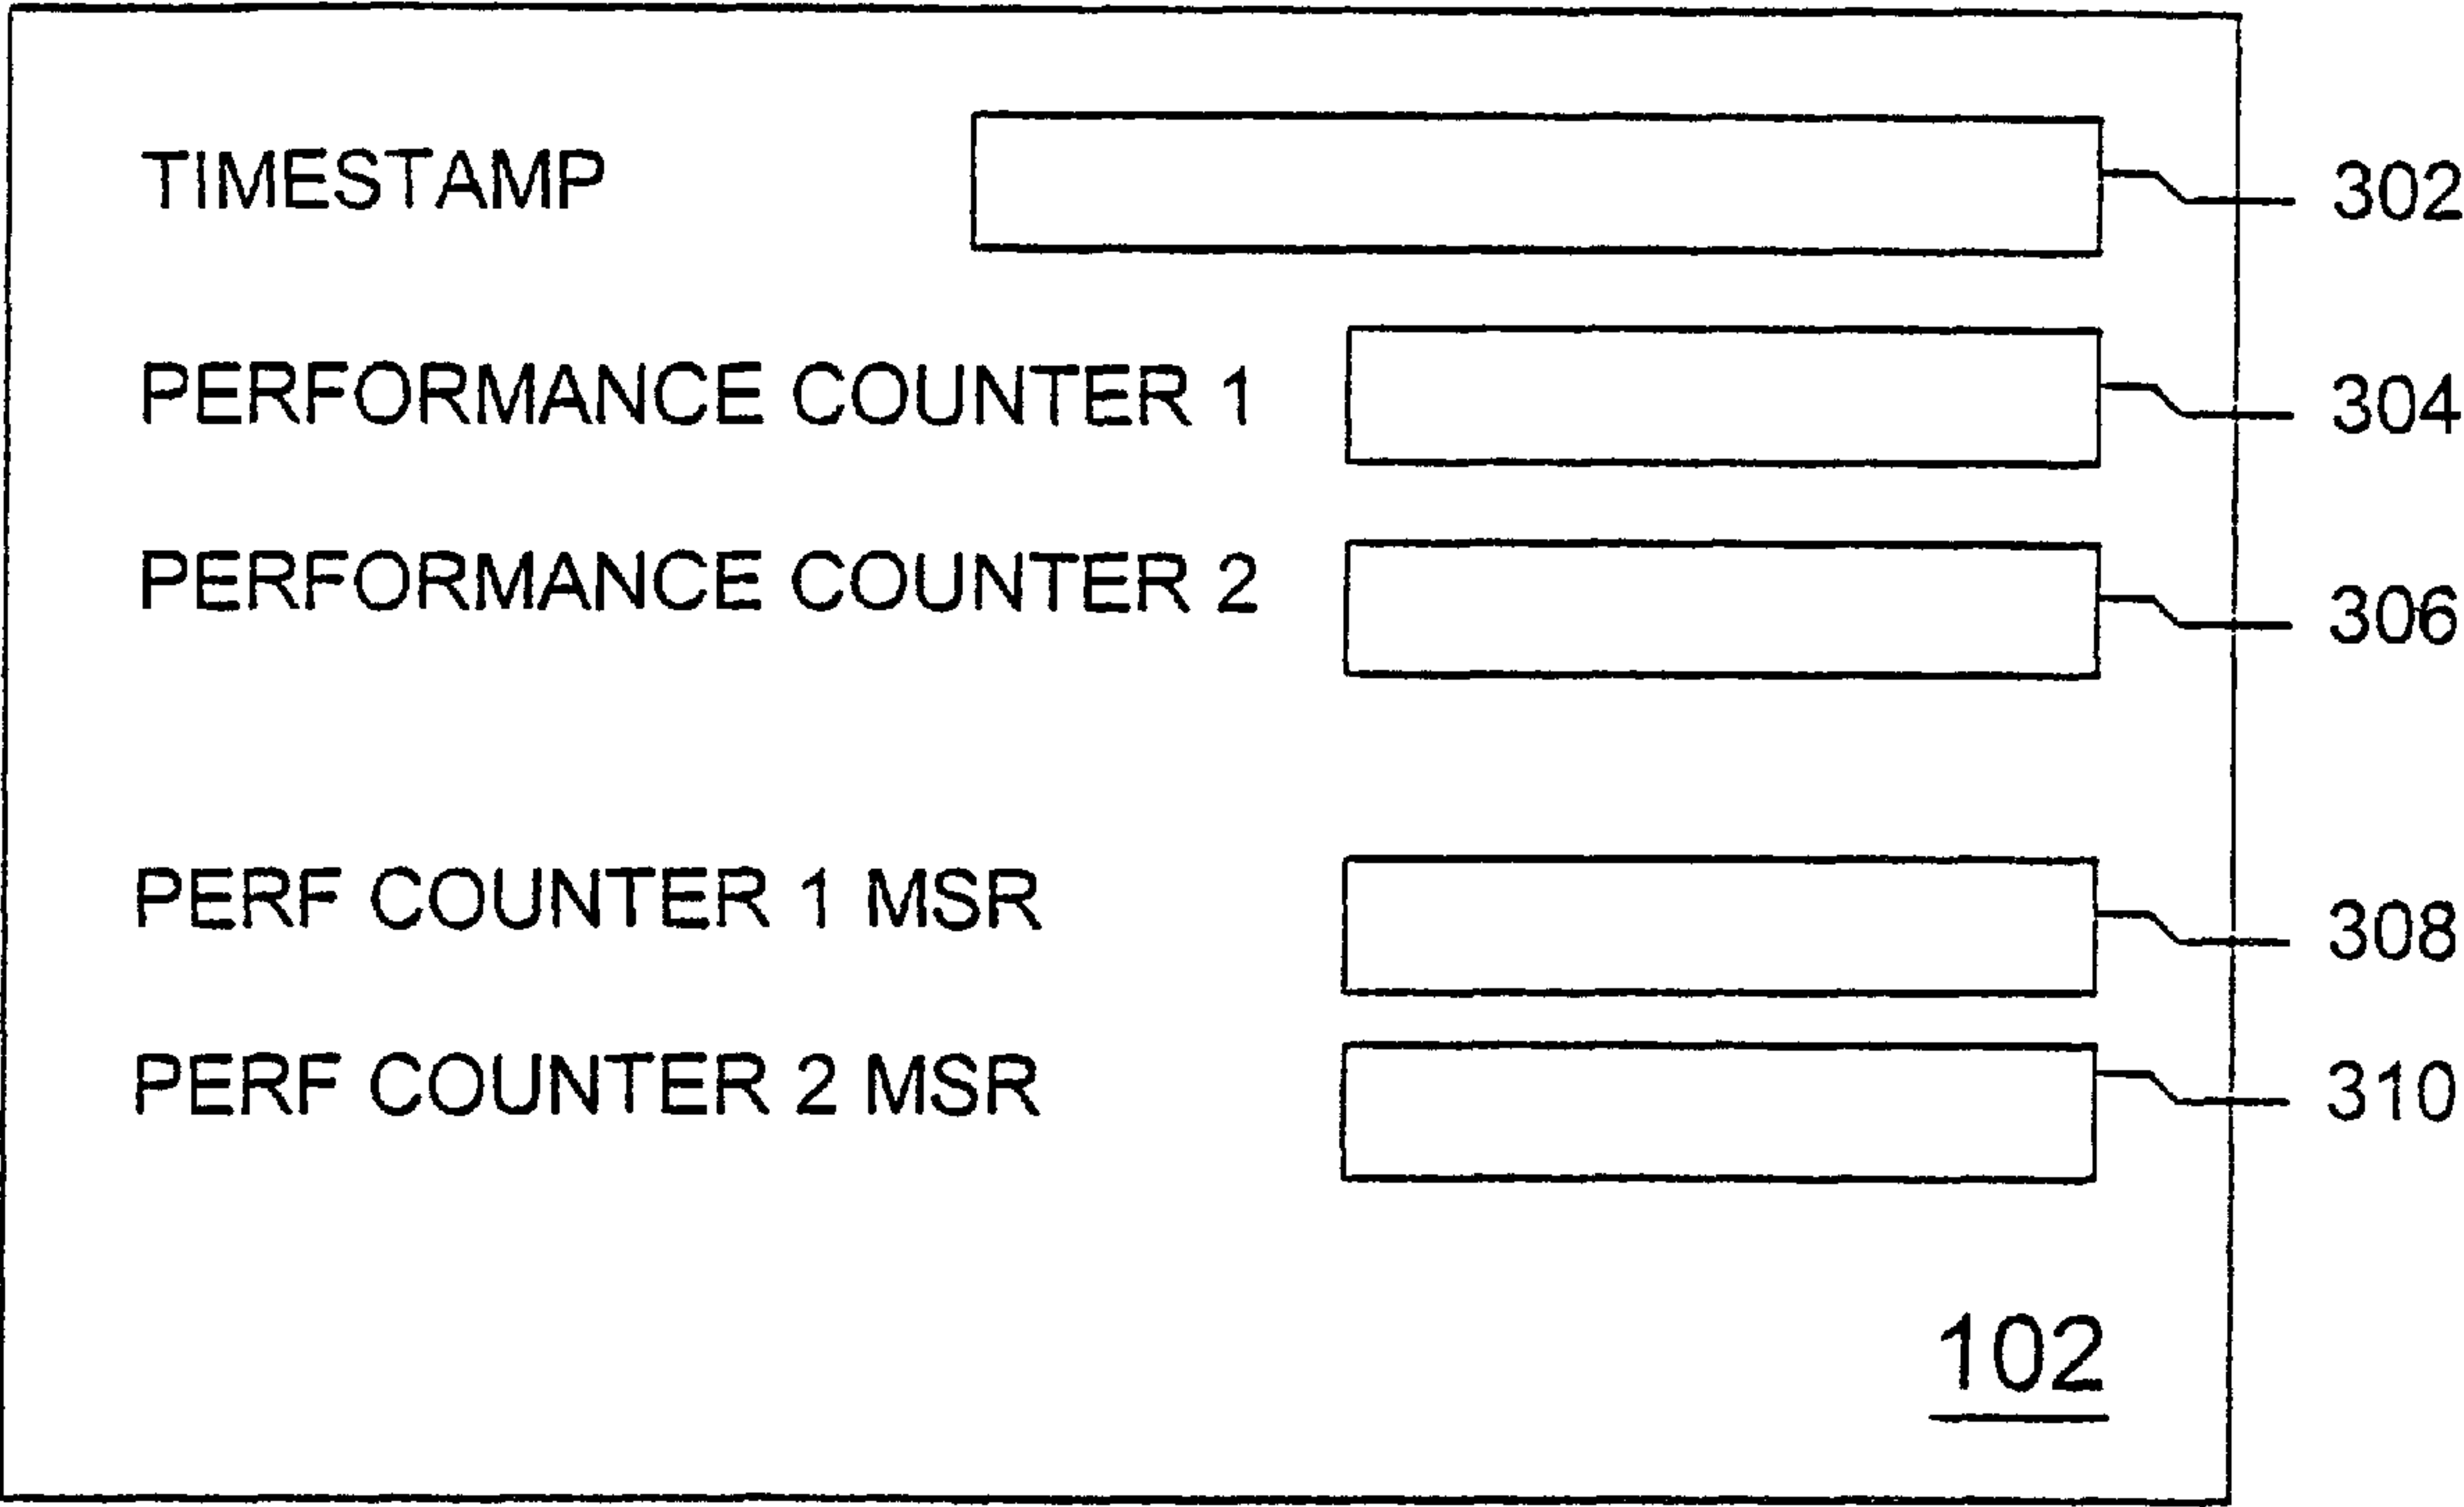 TIMESTAMP 302
PERFORMANCE COUNTER 1 304
PERFORMANCE COUNTER 2 306
PERF COUNTER 1 MSR 308
PERF COUNTER 2 MSR 310
102